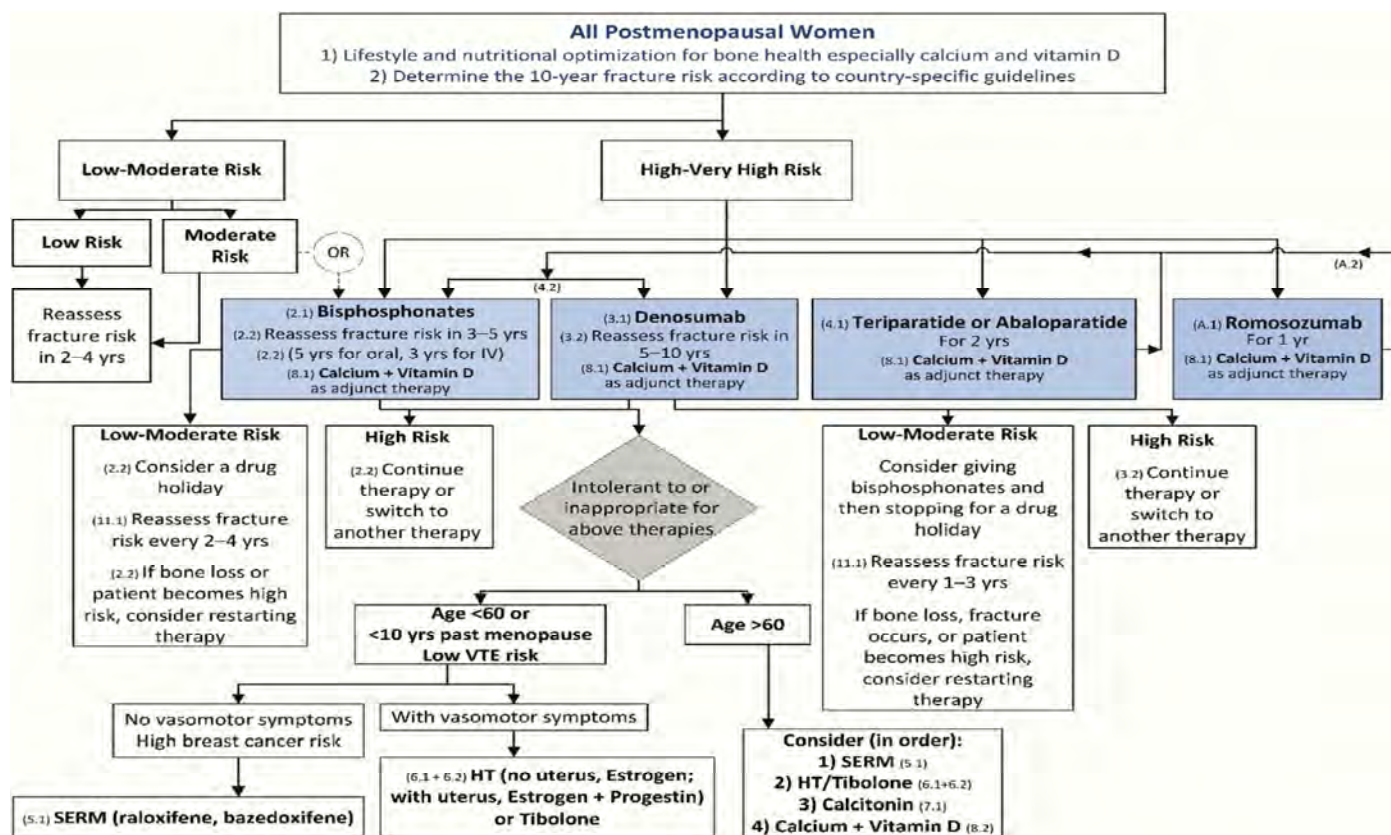 All Postmenopausal Women
1) Lifestyle and nutritional optimization for bone health especially calcium and vitamin D
2) Determine the 10-year fracture risk according to country-specific guidelines
Low-Moderate Risk
High-Very High Risk
Low Risk
Moderate
Risk
OR
(A.2)
(4.2)
Reassess
fracture risk
in 2–4 yrs
(2.1) Bisphosphonates
(2.2) Reassess fracture risk in 3–5 yrs
(2.2) (5 yrs for oral, 3 yrs for IV)
(8.1) Calcium + Vitamin D
as adjunct therapy
(3.1) Denosumab
(3.2) Reassess fracture risk in
5–10 yrs
(8.1) Calcium + Vitamin D
as adjunct therapy
(4.1) Teriparatide or Abaloparatide
For 2 yrs
(8.1) Calcium + Vitamin D
as adjunct therapy
(A.1) Romosozumab
For 1 yr
(8.1) Calcium + Vitamin D
as adjunct therapy
Low-Moderate Risk
(2.2) Consider a drug
holiday
(11.1) Reassess fracture
risk every 2–4 yrs
(2.2) If bone loss or
patient becomes high
risk, consider restarting
therapy
High Risk
(2.2) Continue
therapy or
switch to
another therapy
Intolerant to or
inappropriate for
above therapies
Low-Moderate Risk
Consider giving
bisphosphonates and
then stopping for a drug
holiday
(11.1) Reassess fracture risk
every 1–3 yrs
If bone loss, fracture
occurs, or patient
becomes high risk,
consider restarting
therapy
High Risk
(3.2) Continue
therapy or
switch to
another therapy
Age <60 or
<10 yrs past menopause
Low VTE risk
Age >60
No vasomotor symptoms
High breast cancer risk
With vasomotor symptoms
(5.1) SERM (raloxifene, bazedoxifene)
(6.1 + 6.2) HT (no uterus, Estrogen;
with uterus, Estrogen + Progestin)
or Tibolone
Consider (in order):
1) SERM (5.1)
2) HT/Tibolone (6.1+6.2)
3) Calcitonin (7.1)
4) Calcium + Vitamin D (8.2)